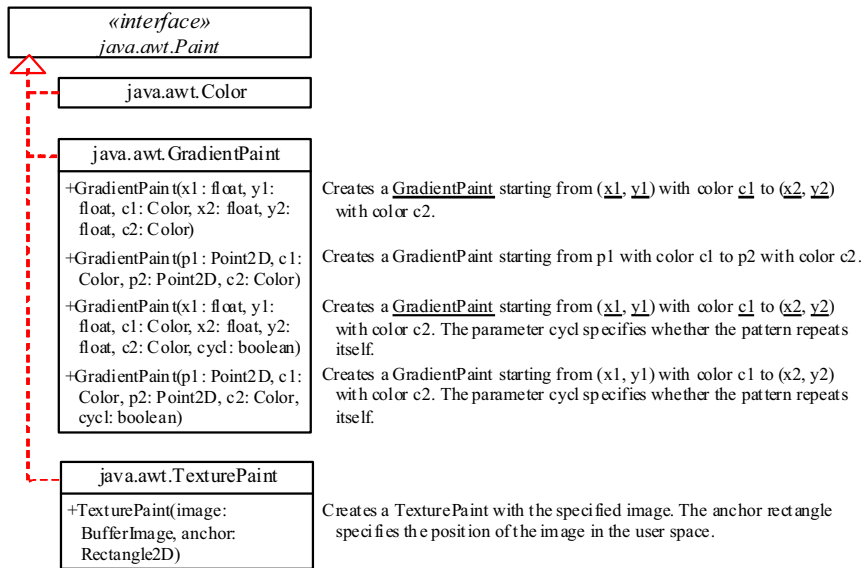 «interface»
java.awt.Paint
java.awt.Color
java.awt.GradientPaint
+GradientPaint(x1: float, y1:
float, c1: Color, x2: float, y2:
float, c2: Color)
Creates a GradientPaint starting from (x1, y1) with color c1 to (x2, y2)
with color c2.
+GradientPaint(p1: Point2D, c1:
Color, p2: Point2D, c2: Color)
Creates a GradientPaint starting from p1 with color c1 to p2 with color c2.
+GradientPaint(x1: float, y1:
float, c1: Color, x2: float, y2:
float, c2: Color, cycl: boolean)
Creates a GradientPaint starting from (x1, y1) with color c1 to (x2, y2)
with color c2. The parameter cycl specifies whether the pattern repeats
itself.
+GradientPaint(p1: Point2D, c1:
Color, p2: Point2D, c2: Color,
cycl: boolean)
Creates a GradientPaint starting from (x1, y1) with color c1 to (x2, y2)
with color c2. The parameter cycl specifies whether the pattern repeats
itself.
java.awt.TexturePaint
+TexturePaint(image:
BufferImage, anchor:
Rectangle2D)
Creates a TexturePaint with the specified image. The anchor rectangle
specifies the position of the image in the user space.